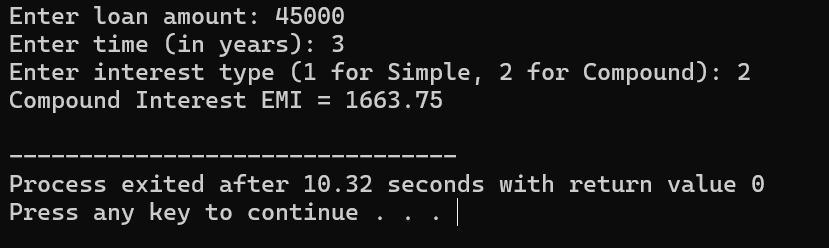 Enter loan amount: 45000
Enter time (in years): 3
Enter interest type (1 for Simple, 2 for Compound): 2
Compound Interest EMI = 1663.75
--------------------------------
Process exited after 10.32 seconds with return value 0
Press any key to continue . . .